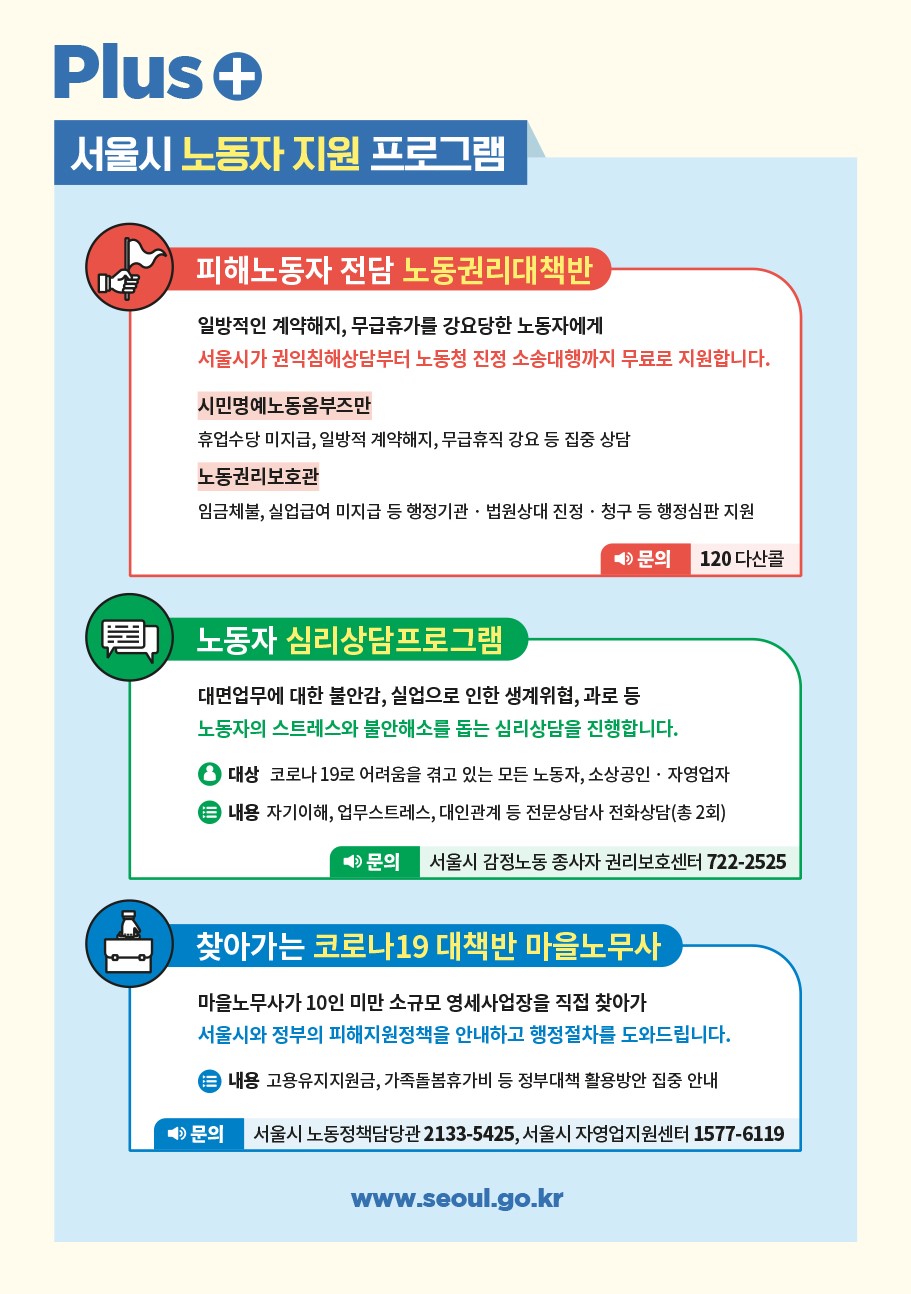 Plus+
서울시 노동자 지원 프로그램
피해노동자 전담 노동권리대책반
일방적인 계약해지, 무급휴가를 강요당한 노동자에게
서울시가 권익침해상담부터 노동청 진정 소송대행까지 무료로 지원합니다.
시민명예노동옴부즈만
휴업수당 미지급, 일방적 계약해지, 무급휴직 강요 등 집중 상담
노동권리보호관
임금체불, 실업급여 미지급 등 행정기관 · 법원상대 진정 · 청구 등 행정심판 지원
문의 120 다산콜
노동자 심리상담프로그램
대면업무에 대한 불안감, 실업으로 인한 생계위협, 과로 등
노동자의 스트레스와 불안해소를 돕는 심리상담을 진행합니다.
대상 코로나 19로 어려움을 겪고 있는 모든 노동자, 소상공인 · 자영업자
내용 자기이해, 업무스트레스, 대인관계 등 전문상담사 전화상담(총 2회)
문의 서울시 감정노동 종사자 권리보호센터 722-2525
찾아가는 코로나19 대책반 마을노무사
마을노무사가 10인 미만 소규모 영세사업장을 직접 찾아가
서울시와 정부의 피해지원정책을 안내하고 행정절차를 도와드립니다.
내용 고용유지지원금, 가족돌봄휴가비 등 정부대책 활용방안 집중 안내
문의 서울시 노동정책담당관 2133-5425, 서울시 자영업지원센터 1577-6119
www.seoul.go.kr